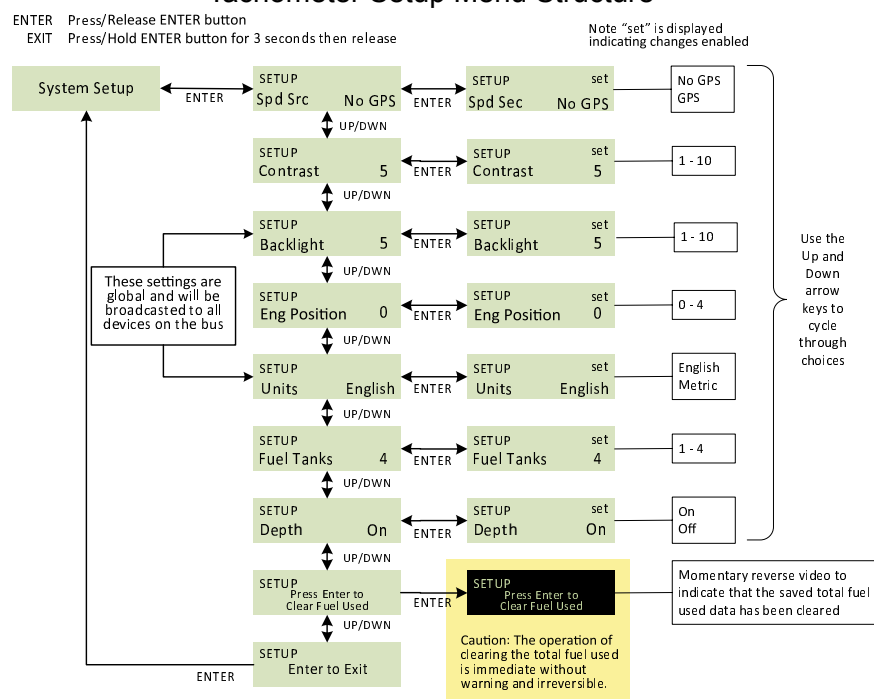 ENTER Press/Release ENTER button
EXIT Press/Hold ENTER button for 3 seconds then release
Note “set” is displayed
indicating changes enabled
System Setup
ENTER
SETUP
Spd Src No GPS
ENTER
SETUP set
Spd Sec No GPS
No GPS
GPS
UP/DWN
SETUP
Contrast 5
ENTER
SETUP set
Contrast 5
1 - 10
UP/DWN
SETUP
Backlight 5
ENTER
SETUP set
Backlight 5
1 - 10
UP/DWN
These settings are
global and will be
broadcasted to all
devices on the bus
SETUP
Eng Position 0
ENTER
SETUP set
Eng Position 0
0 - 4
Use the
Up and
Down
arrow
keys to
cycle
through
choices
UP/DWN
SETUP
Units English
ENTER
SETUP set
Units English
English
Metric
UP/DWN
SETUP
Fuel Tanks 4
ENTER
SETUP set
Fuel Tanks 4
1 - 4
UP/DWN
SETUP
Depth On
ENTER
SETUP set
Depth On
On
Off
UP/DWN
SETUP
Press Enter to
Clear Fuel Used
ENTER
SETUP
Press Enter to
Clear Fuel Used
Momentary reverse video to
indicate that the saved total fuel
used data has been cleared
UP/DWN
Caution: The operation of
clearing the total fuel used
is immediate without
warning and irreversible.
SETUP
Enter to Exit
ENTER